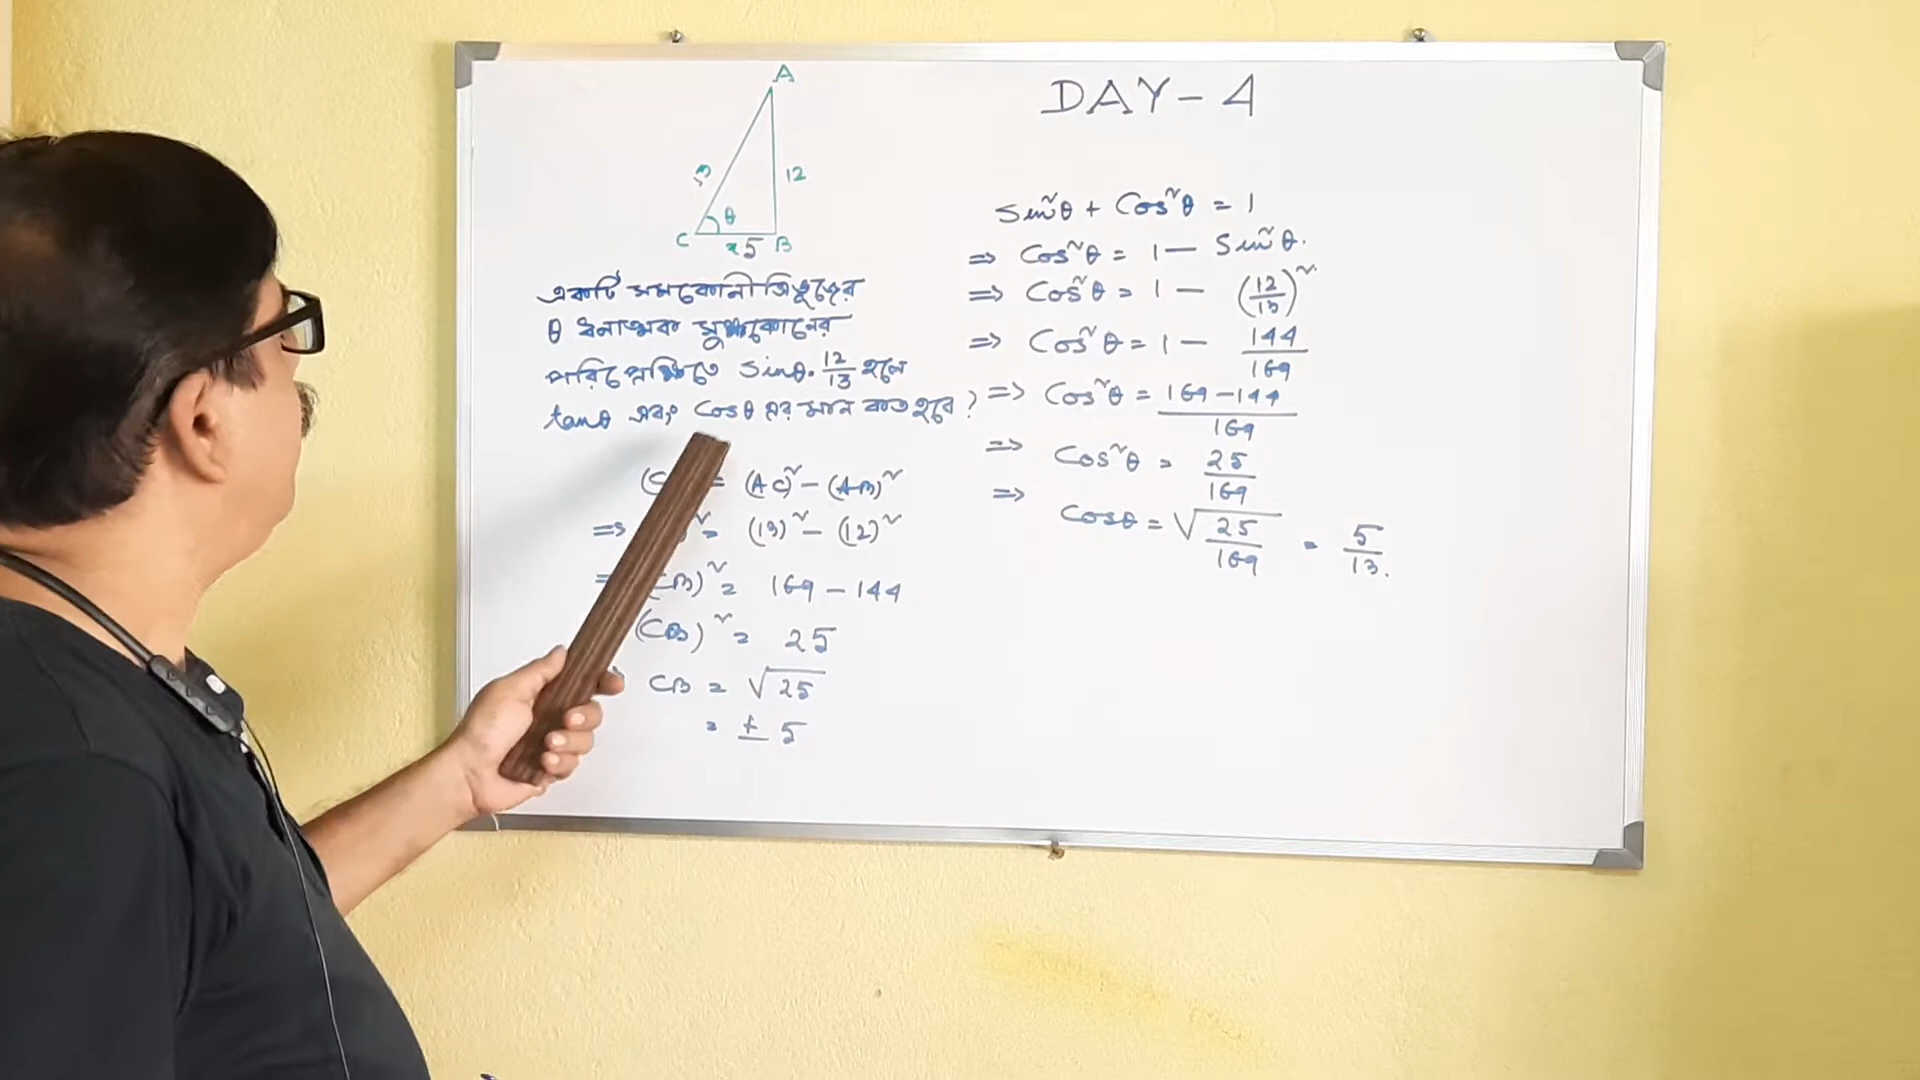 DAY-4
A
12
θ
C
5
B
একটি সমকোনী ত্রিভুজের
θ ধনাত্মক সুক্ষ্মকোনের
পারিপ্রেক্ষিতে sinθ. 12/13 হলে
tanθ এবং Cosθ এর মান কত হবে?
= (AC)² - (AB)²
=> ² = (13)² - (12)²
= CB)² = 169 - 144
(CB)² = 25
CB = √25
= ± 5
Sin²θ + Cos²θ = 1
=> Cos²θ = 1 - Sin²θ.
=> Cos²θ = 1 - (12/13)²
=> Cos²θ = 1 - 144/169
=> Cos²θ = 169-144/169
=> Cos²θ = 25/169
=> Cosθ = √25/169 = 5/13.